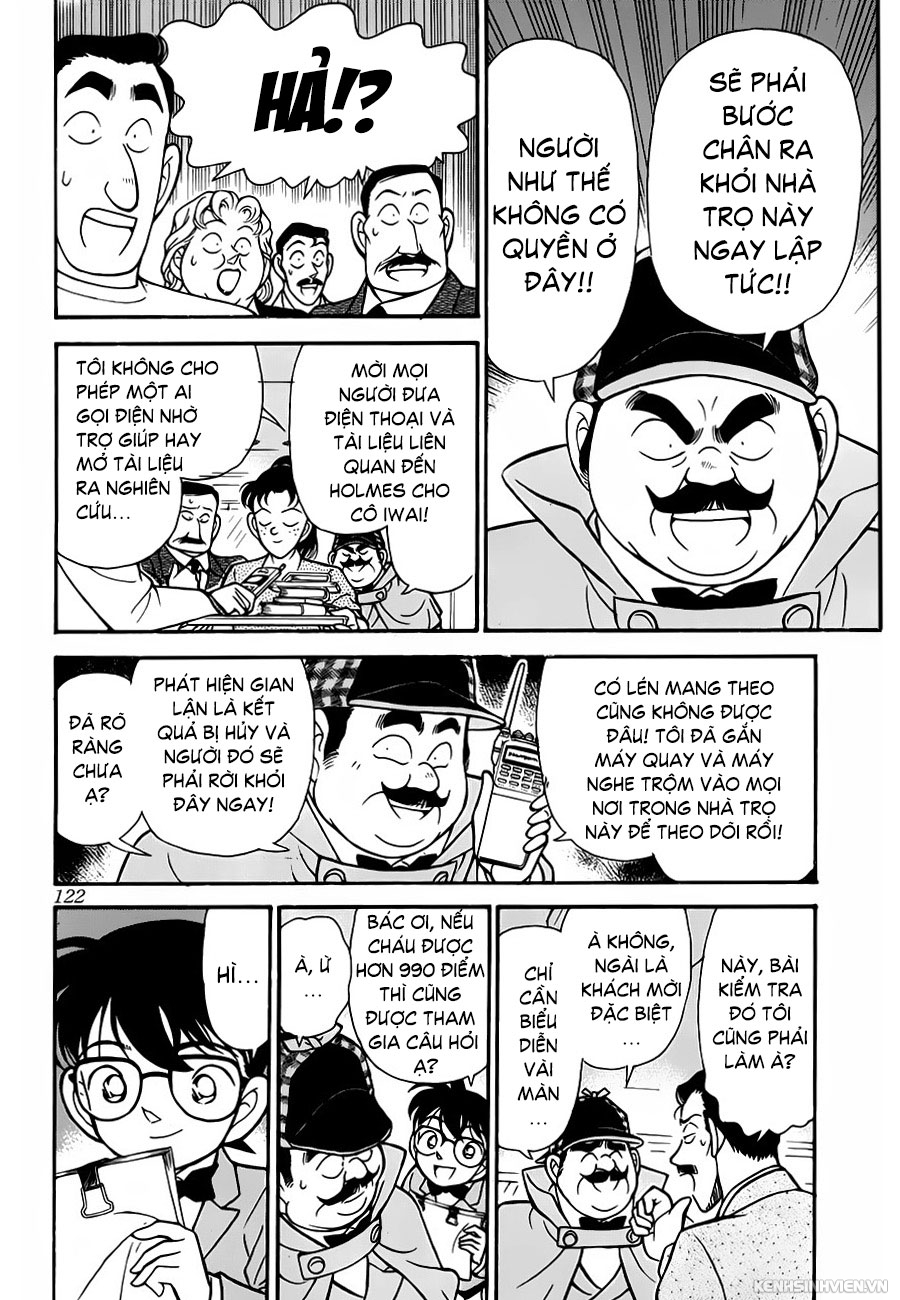 SẼ PHẢI
BƯỚC
CHÂN RA
KHỎI NHÀ
TRỌ NÀY
NGAY LẬP
TỨC!!
NGƯỜI
NHƯ THẾ
KHÔNG CÓ
QUYỀN Ở
ĐÂY!!
HẢ!?
MỜI MỌI
NGƯỜI ĐƯA
ĐIỆN THOẠI VÀ
TÀI LIỆU LIÊN
QUAN ĐẾN
HOLMES CHO
CÔ IWAI!
TÔI KHÔNG CHO
PHÉP MỘT AI
GỌI ĐIỆN NHỜ
TRỢ GIÚP HAY
MỞ TÀI LIỆU
RA NGHIÊN
CỨU...
CÓ LÉN MANG THEO
CŨNG KHÔNG ĐƯỢC
ĐÂU! TÔI ĐÃ GẮN
MÁY QUAY VÀ MÁY
NGHE TRỘM VÀO MỌI
NƠI TRONG NHÀ TRỌ
NÀY ĐỂ THEO DÕI RỒI!
PHÁT HIỆN GIAN
LẬN LÀ KẾT
QUẢ BỊ HỦY VÀ
NGƯỜI ĐÓ SẼ
PHẢI RỜI KHỎI
ĐÂY NGAY!
ĐÃ RÕ
RÀNG
CHƯA
Ạ?
122
NÀY, BÀI
KIỂM TRA
ĐÓ TÔI
CŨNG PHẢI
LÀM À?
À KHÔNG,
NGÀI LÀ
KHÁCH MỜI
ĐẶC BIỆT
...
CHỈ
CẦN
BIỂU
DIỄN
VÀI
MÀN
BÁC ƠI, NẾU
CHÁU ĐƯỢC
HƠN 990 ĐIỂM
THÌ CŨNG
ĐƯỢC THAM
GIA CÂU HỎI
Ạ?
À, Ừ
...
HÌ...
KENHSINHVIEN.VN